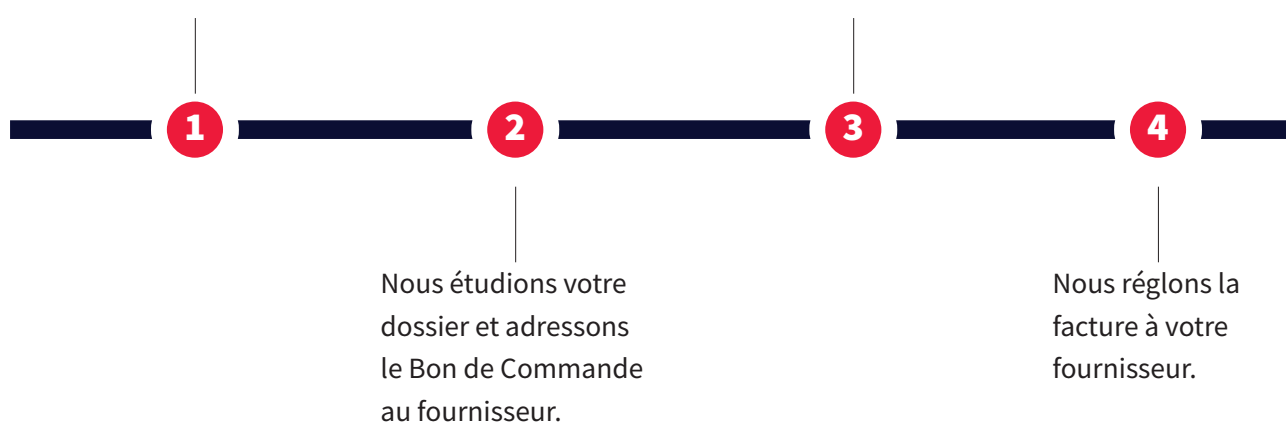 1
2
3
4
Nous étudions votre
dossier et adressons
le Bon de Commande
au fournisseur.
Nous réglons la
facture à votre
fournisseur.